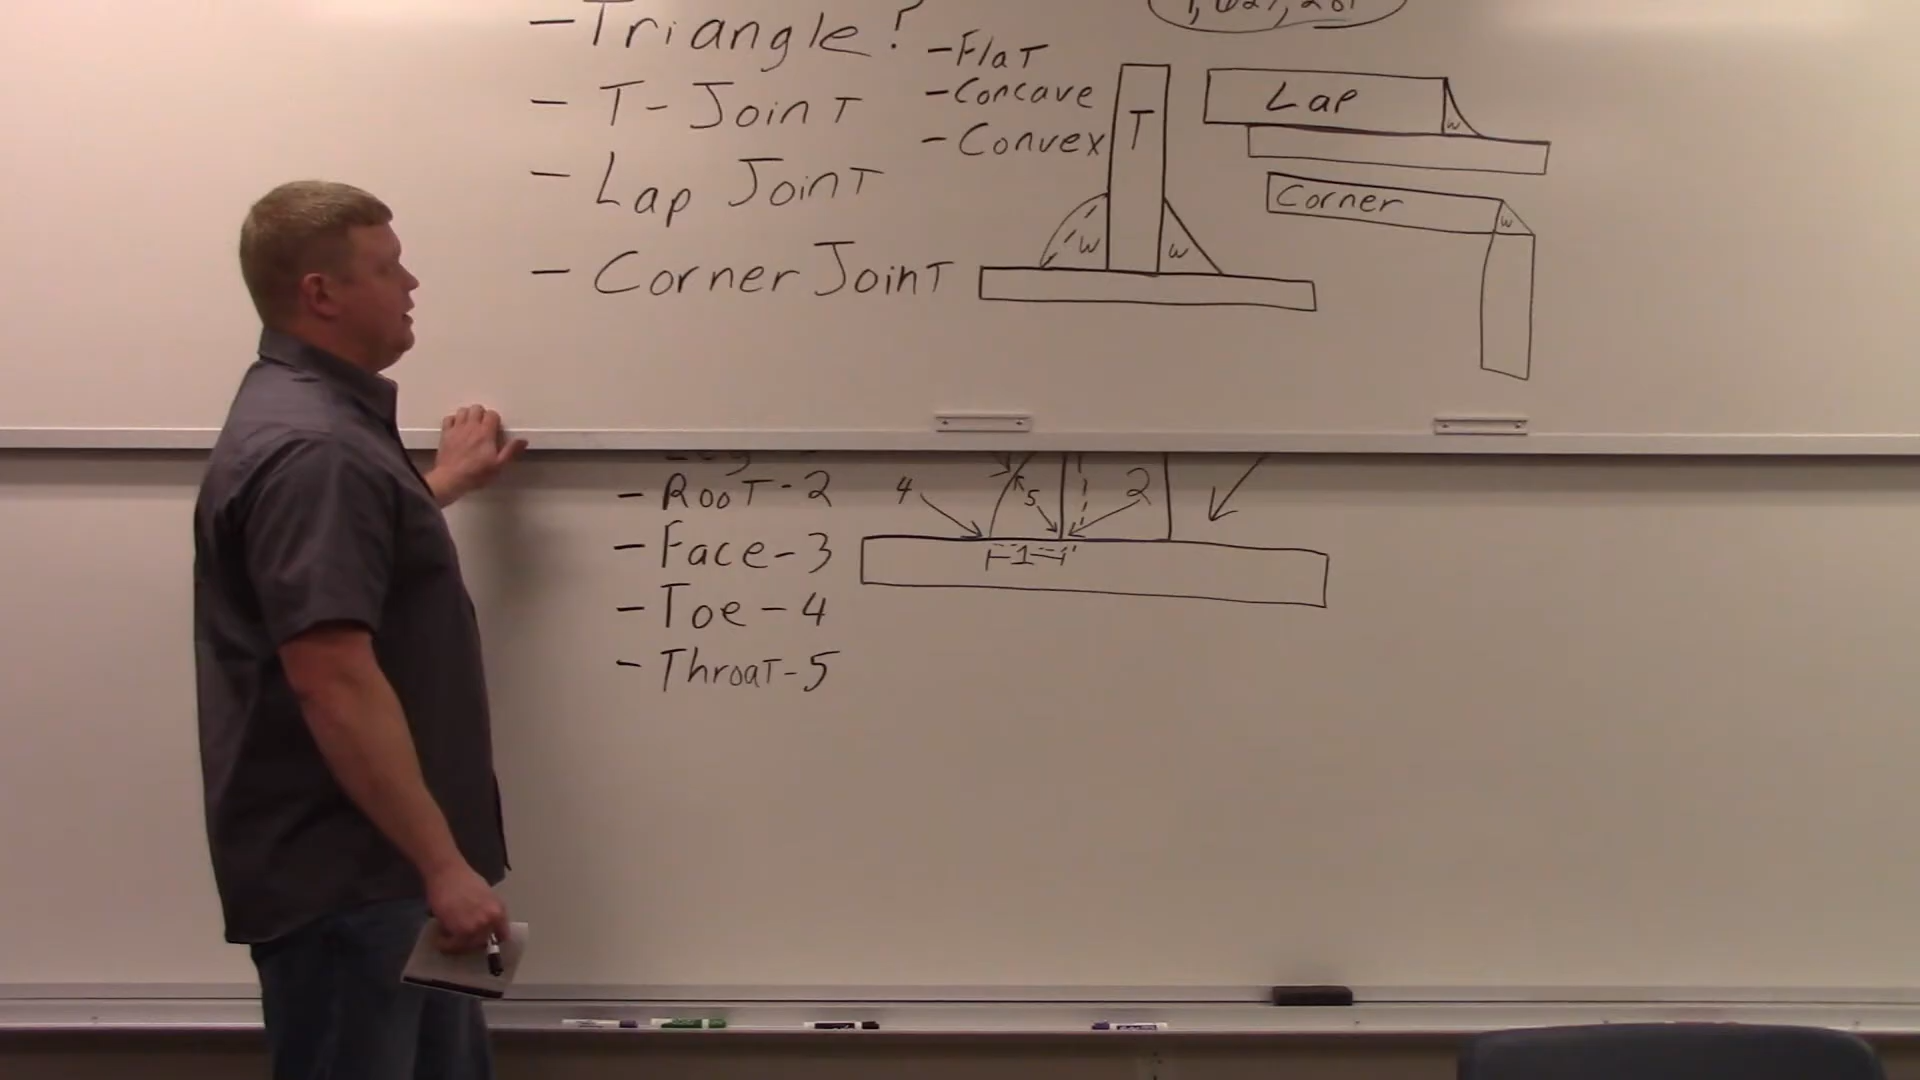 - Triangle?
- Flat
- Concave
- Convex
- T-Joint
- Lap Joint
- Corner Joint
T
w
w
Lap
w
Corner
w
- Root-2
- Face-3
- Toe-4
- Throat-5
4
5
2
1